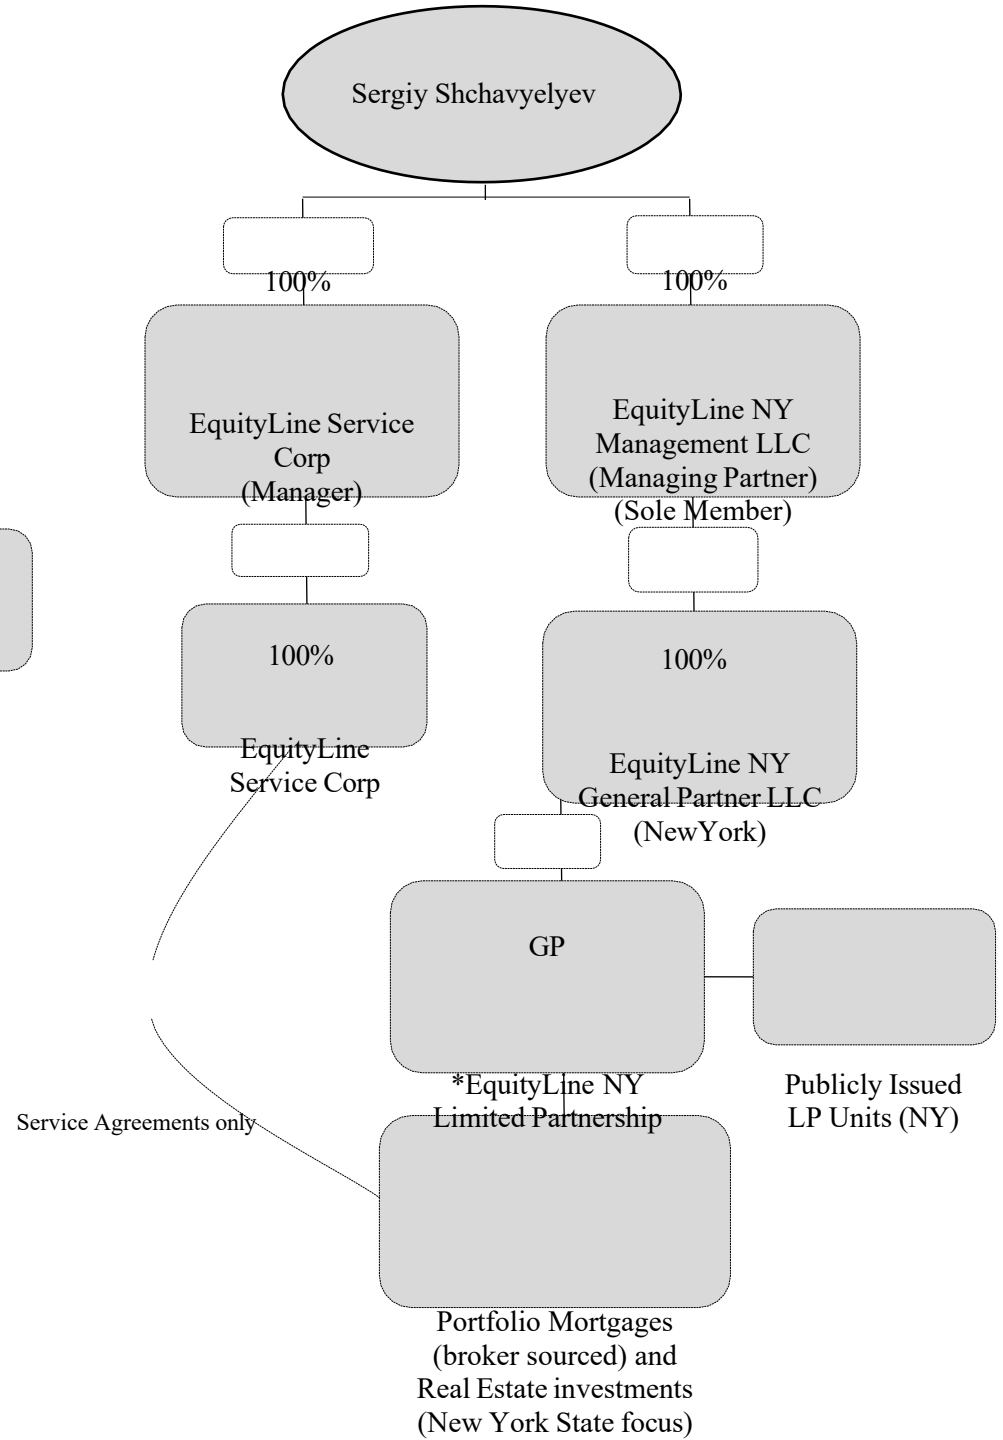 Sergiy Shchavyelyev
100%
100%
EquityLine Service
Corp
(Manager)
EquityLine NY
Management LLC
(Managing Partner)
(Sole Member)
100%
100%
EquityLine
Service Corp
EquityLine NY
General Partner LLC
(NewYork)
GP
*EquityLine NY
Limited Partnership
Publicly Issued
LP Units (NY)
Service Agreements only
Portfolio Mortgages
(broker sourced) and
Real Estate investments
(New York State focus)